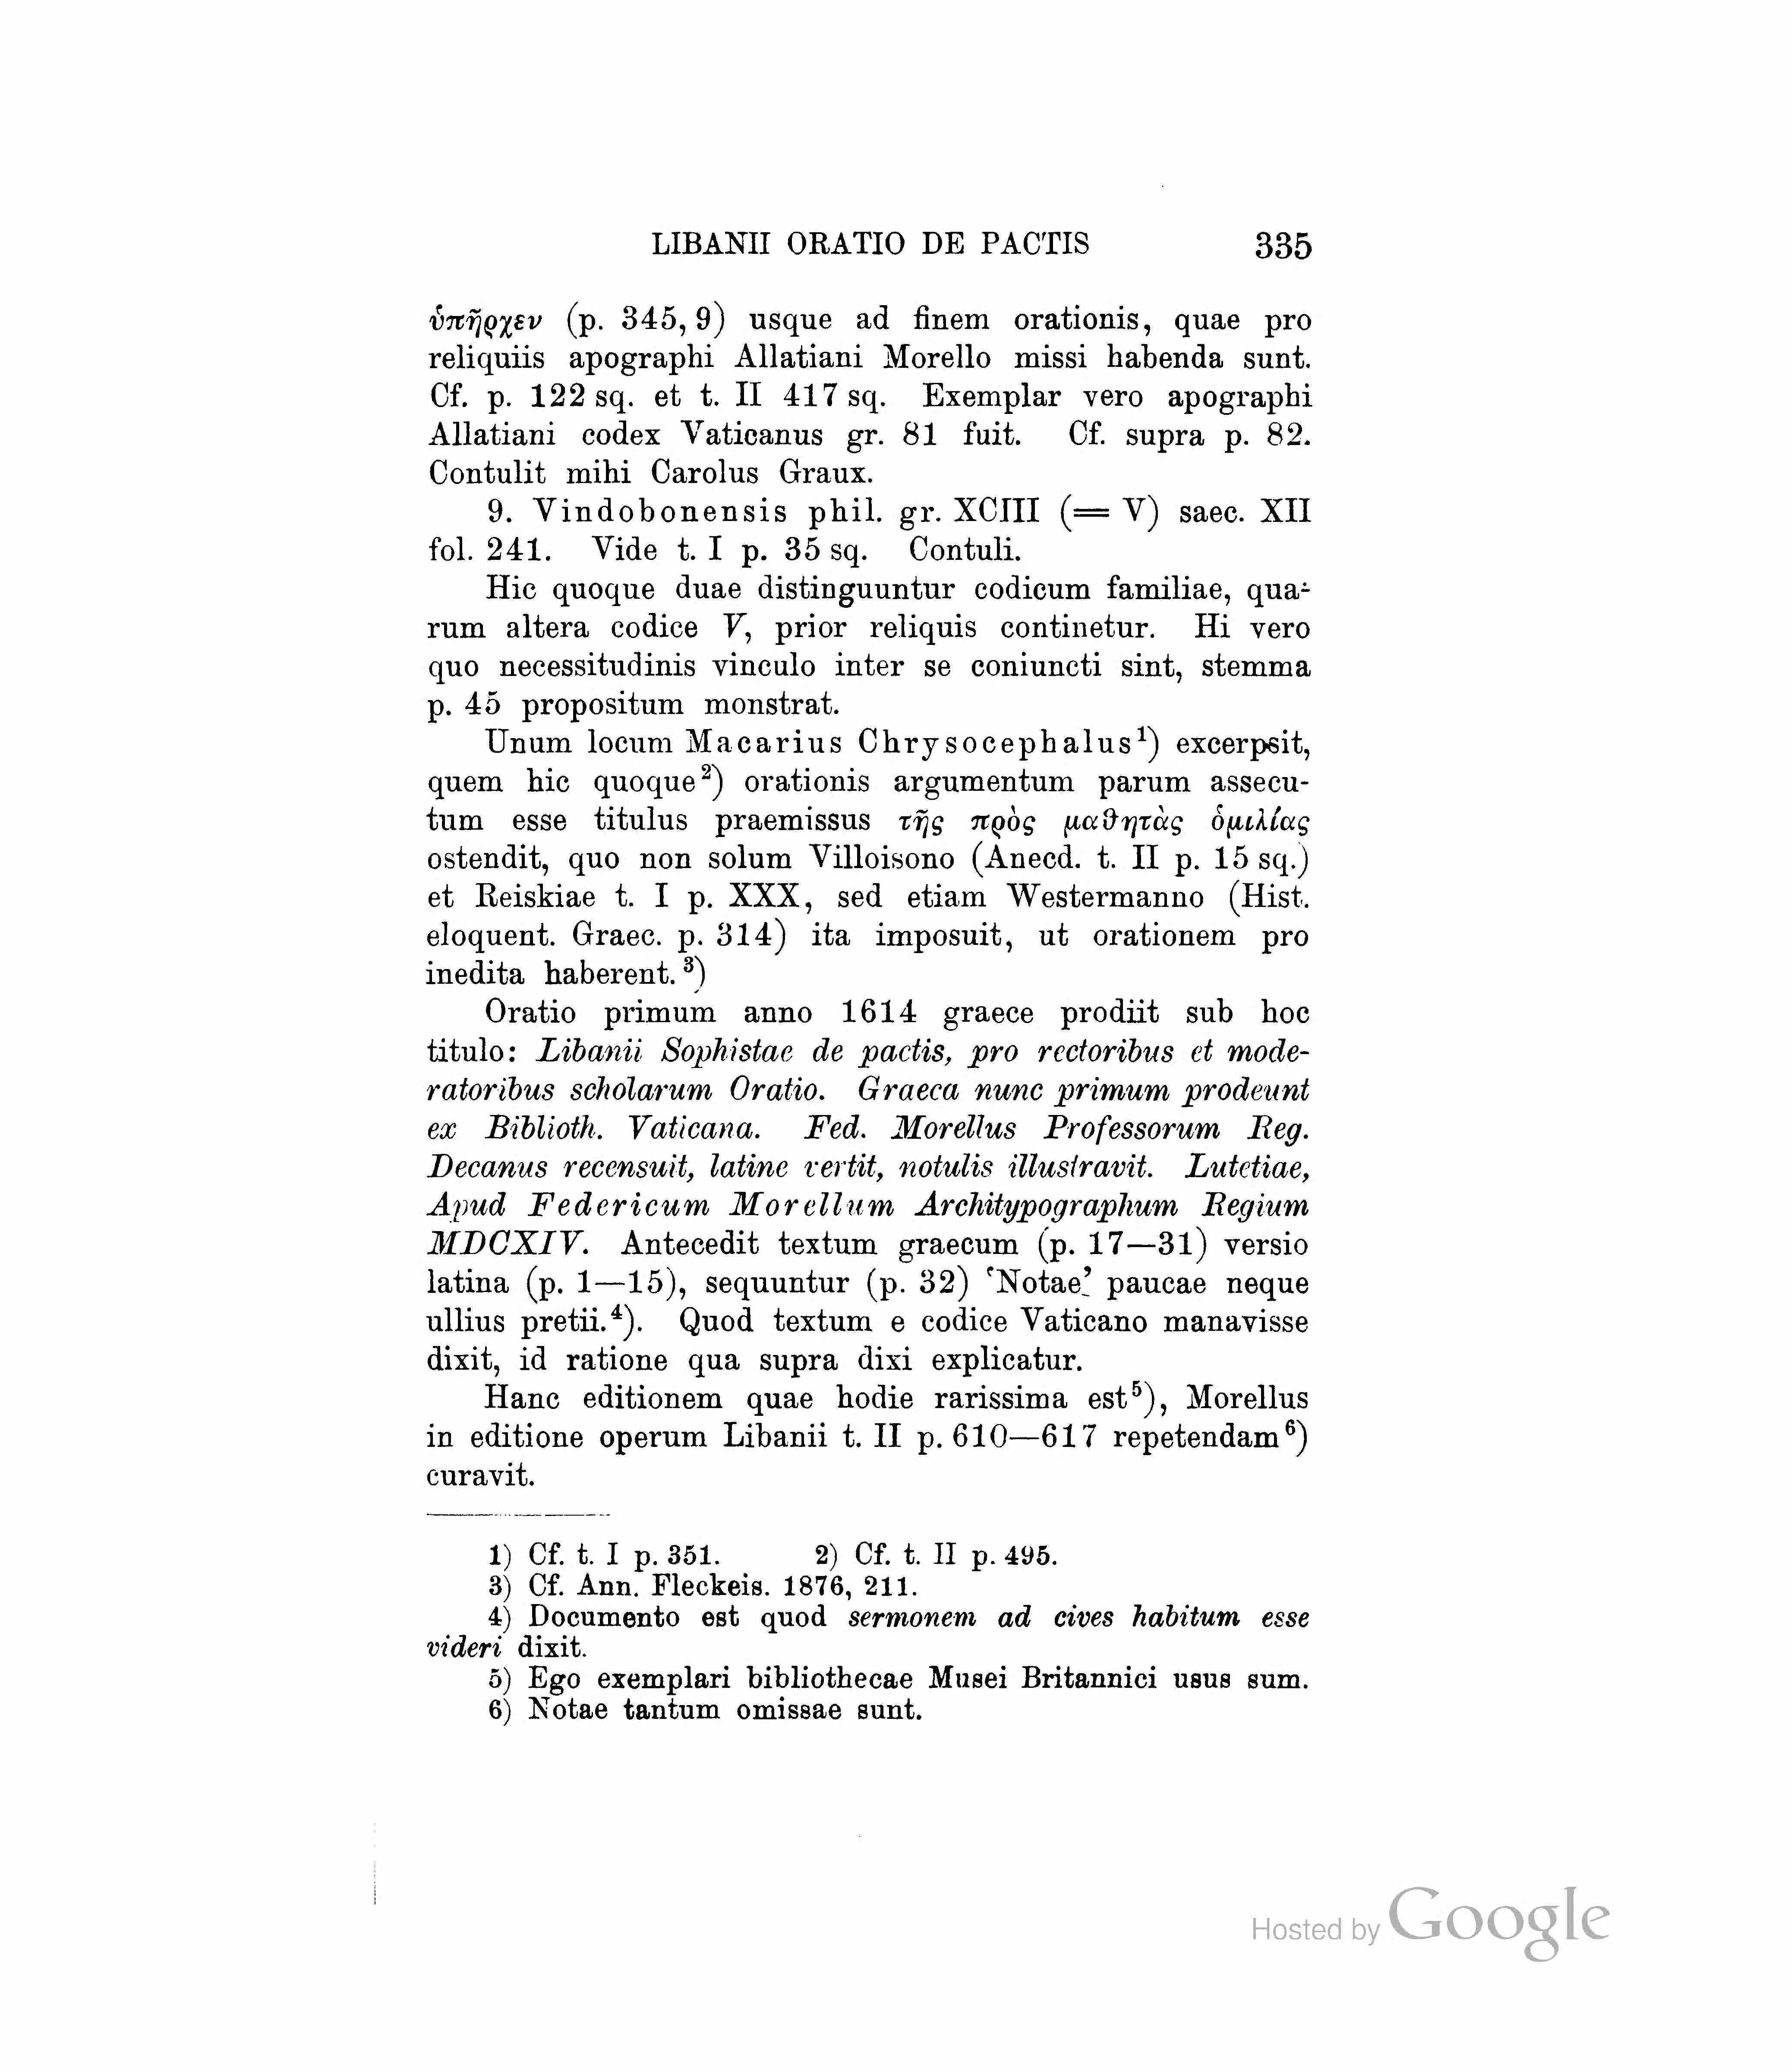 LIBANII ORATIO DE PACTIS 335
ὑπῆρχεν (p. 345, 9) usque ad finem orationis, quae pro
reliquiis apographi Allatiani Morello missi habenda sunt.
Cf. p. 122 sq. et t. II 417 sq. Exemplar vero apographi
Allatiani codex Vaticanus gr. 81 fuit. Cf. supra p. 82.
Contulit mihi Carolus Graux.
9. Vindobonensis phil. gr. XCIII (= V) saec. XII
fol. 241. Vide t. I p. 35 sq. Contuli.
Hic quoque duae distinguuntur codicum familiae, qua-
rum altera codice V, prior reliquis continetur. Hi vero
quo necessitudinis vinculo inter se coniuncti sint, stemma
p. 45 propositum monstrat.
Unum locum Macarius Chrysocephalus¹) excerpsit,
quem hic quoque²) orationis argumentum parum assecu-
tum esse titulus praemissus τῆς πρὸς μαθητὰς ὁμιλίας
ostendit, quo non solum Villoisono (Anecd. t. II p. 15 sq.)
et Reiskiae t. I p. XXX, sed etiam Westermanno (Hist.
eloquent. Graec. p. 314) ita imposuit, ut orationem pro
inedita haberent.³)
Oratio primum anno 1614 graece prodiit sub hoc
titulo: Libanii Sophistae de pactis, pro rectoribus et mode-
ratoribus scholarum Oratio. Graeca nunc primum prodeunt
ex Biblioth. Vaticana. Fed. Morellus Professorum Reg.
Decanus recensuit, latine vertit, notulis illustravit. Lutetiae,
Apud Federicum Morellum Architypographum Regium
MDCXIV. Antecedit textum graecum (p. 17—31) versio
latina (p. 1—15), sequuntur (p. 32) ‘Notae’ paucae neque
ullius pretii.⁴). Quod textum e codice Vaticano manavisse
dixit, id ratione qua supra dixi explicatur.
Hanc editionem quae hodie rarissima est⁵), Morellus
in editione operum Libanii t. II p. 610—617 repetendam⁶)
curavit.
1) Cf. t. I p. 351. 2) Cf. t. II p. 495.
3) Cf. Ann. Fleckeis. 1876, 211.
4) Documento est quod sermonem ad cives habitum esse
videri dixit.
5) Ego exemplari bibliothecae Musei Britannici usus sum.
6) Notae tantum omissae sunt.
Hosted by Google